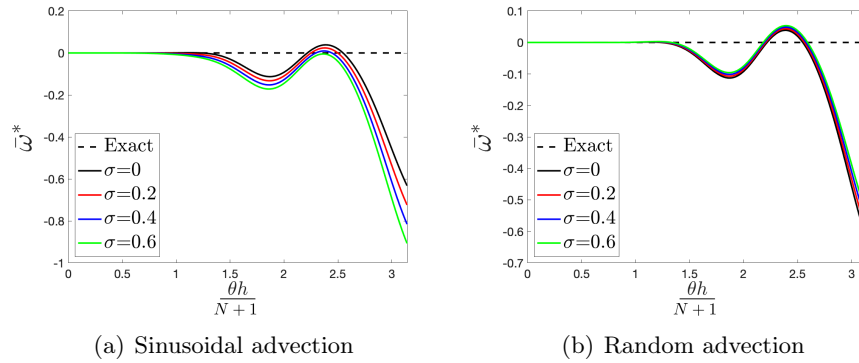 0.2
0
-0.2
-0.4
-0.6
-0.8
-1
ω̄*
Exact
σ=0
σ=0.2
σ=0.4
σ=0.6
0 0.5 1 1.5 2 2.5 3
θh
N + 1
(a) Sinusoidal advection
0.1
0
-0.1
-0.2
-0.3
-0.4
-0.5
-0.6
-0.7
ω̄*
Exact
σ=0
σ=0.2
σ=0.4
σ=0.6
0 0.5 1 1.5 2 2.5 3
θh
N + 1
(b) Random advection